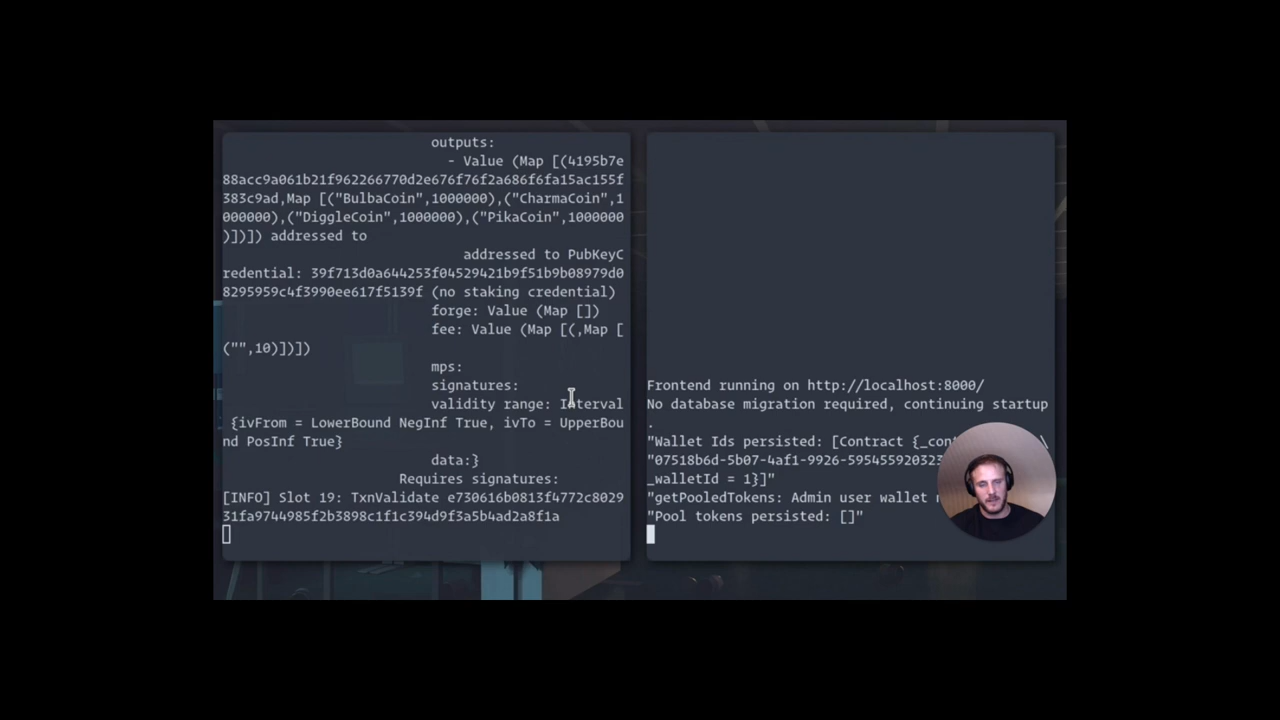 outputs:
- Value (Map [(4195b7e
88acc9a061b21f962266770d2e676f76f2a686f6fa15ac155f
383c9ad,Map [("BulbaCoin",1000000),("CharmaCoin",1
000000),("DiggleCoin",1000000),("PikaCoin",1000000
)])]) addressed to
addressed to PubKeyC
redential: 39f713d0a644253f04529421b9f51b9b08979d0
8295959c4f3990ee617f5139f (no staking credential)
forge: Value (Map [])
fee: Value (Map [(,Map [
("",10)])])
mps:
signatures:
validity range: Interval
{ivFrom = LowerBound NegInf True, ivTo = UpperBou
nd PosInf True}
data:}
Requires signatures:
[INFO] Slot 19: TxnValidate e730616b0813f4772c8029
31fa9744985f2b3898c1f1c394d9f3a5b4ad2a8f1a
Frontend running on http://localhost:8000/
No database migration required, continuing startup
.
"Wallet Ids persisted: [Contract {_con \
"07518b6d-5b07-4af1-9926-595455920323
_walletId = 1}]"
"getPooledTokens: Admin user wallet
"Pool tokens persisted: []"